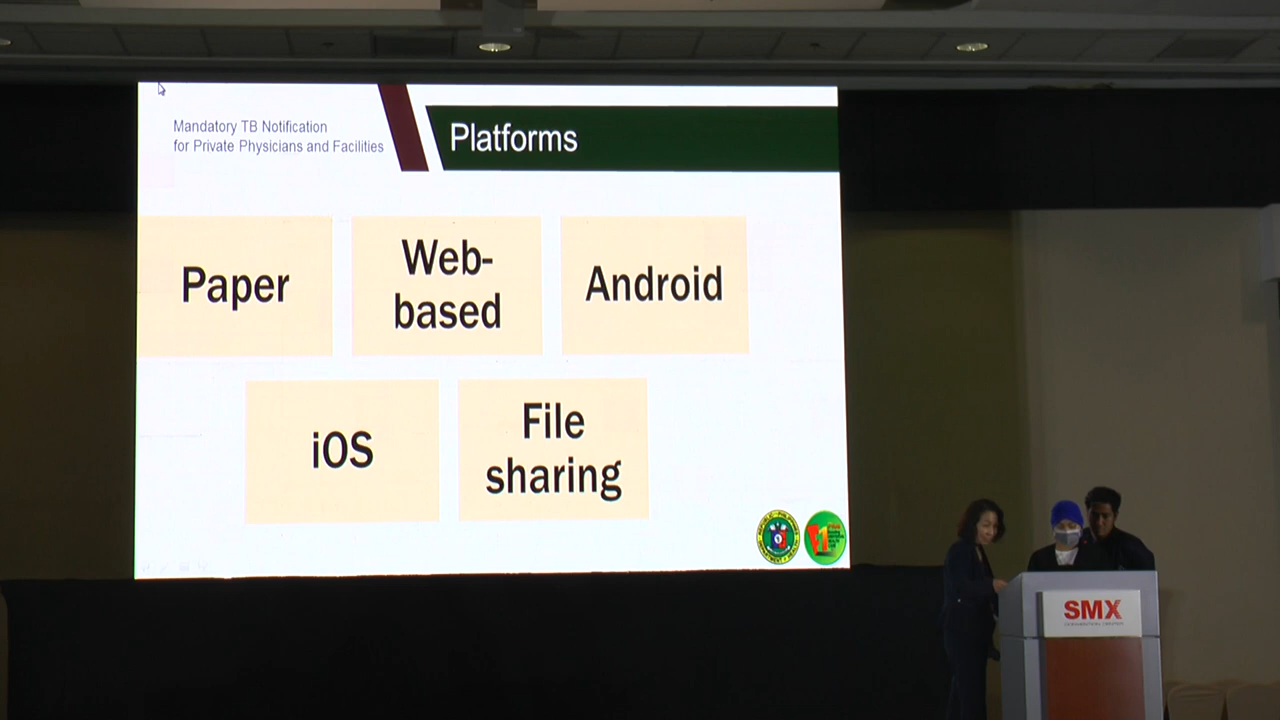 Mandatory TB Notification
for Private Physicians and Facilities
Platforms
Paper
Web-
based
Android
iOS
File
sharing
SMX